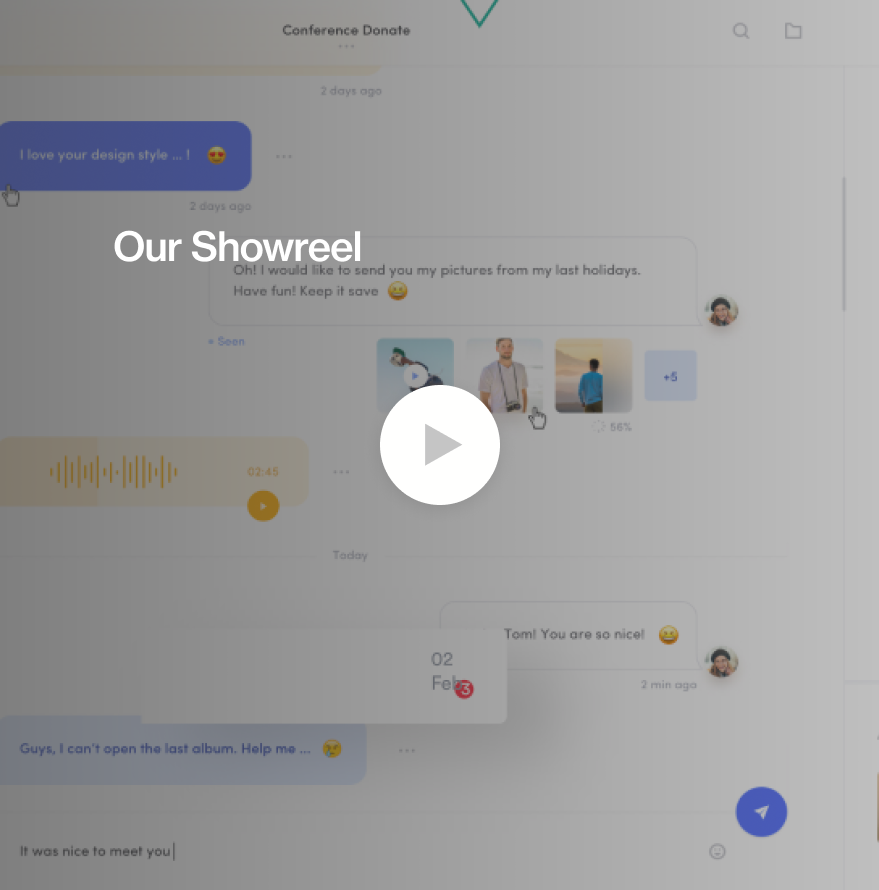 Conference Donate
2 days ago
I love your design style ... !
2 days ago
Our Showreel
Oh! I would like to send you my pictures from my last holidays.
Have fun! Keep it save
Seen
+5
56%
02:45
Today
Tom! You are so nice!
02
Feb
3
2 min ago
Guys, I can't open the last album. Help me ...
It was nice to meet you